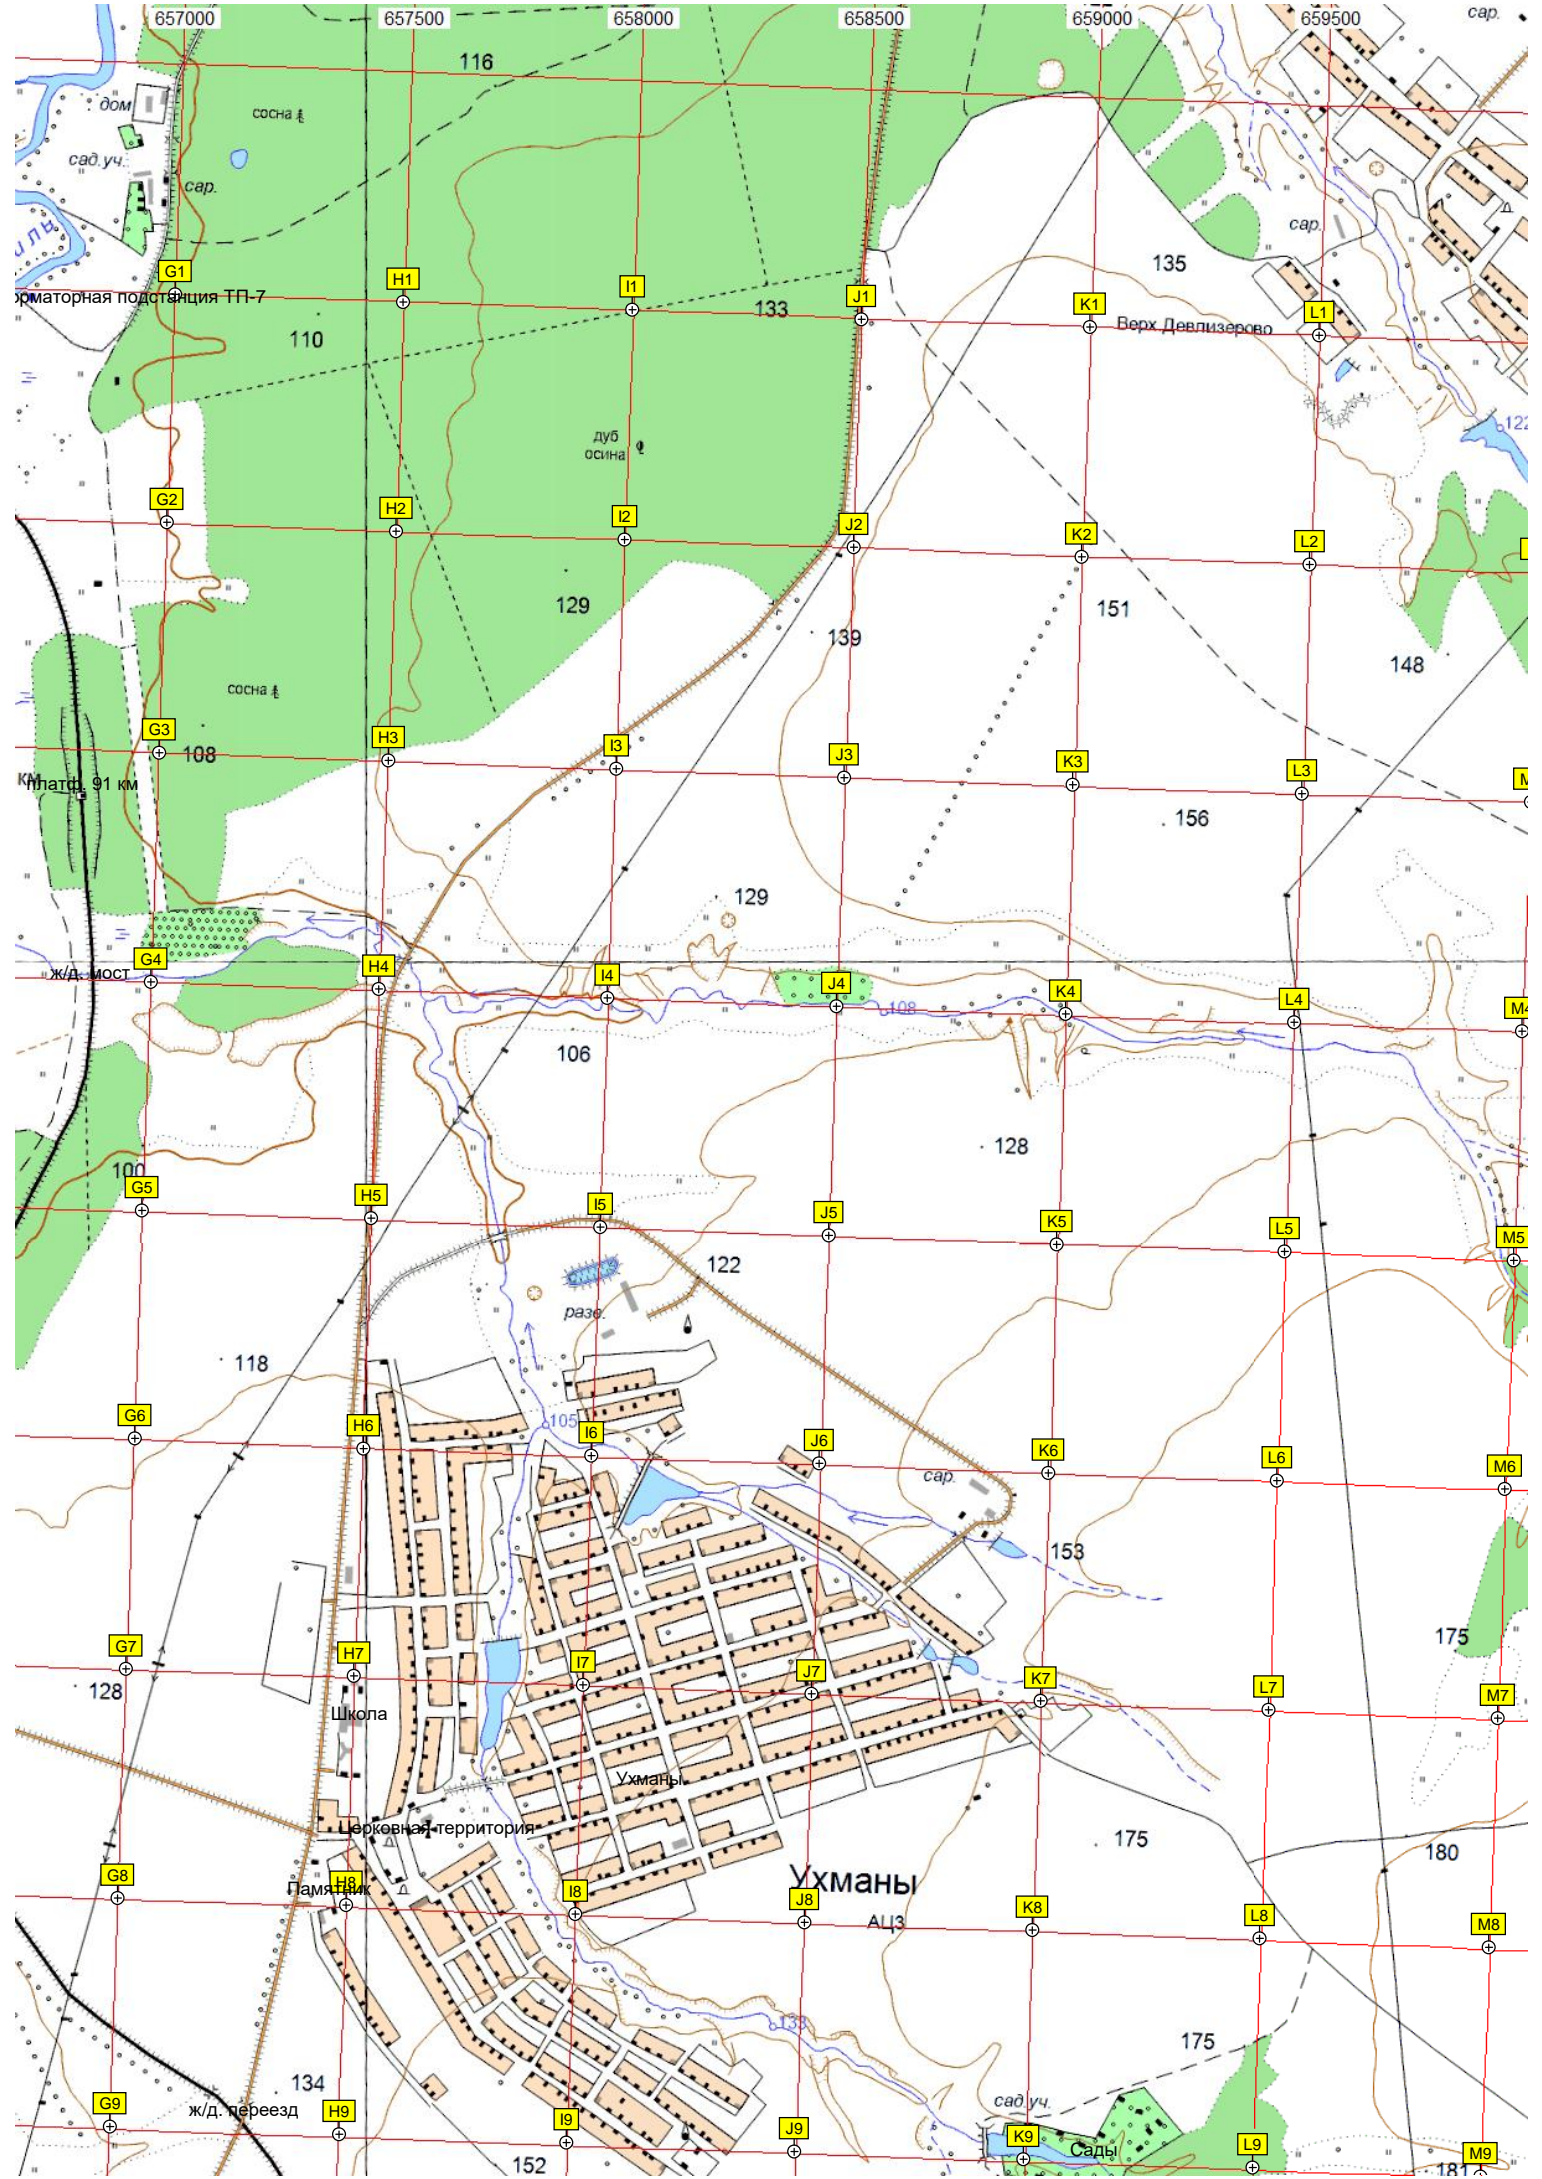 657000 657500 658000 658500 659000 659500
сар.
116
дом
сосна
сад.уч.
сар.
сар.
135
G1 H1 I1 J1 K1 L1
подстанция ТП-7
133
Верх.Девлизерово
110
122
дуб
осина
G2 H2 I2 J2 K2 L2
129
151
139
148
сосна
G3 H3 I3 J3 K3 L3
108
км
платф. 91 км
156
129
G4 H4 I4 J4 K4 L4 M4
ж/д. мост
108
106
128
100
G5 H5 I5 J5 K5 L5 M5
122
разв.
118
105
G6 H6 I6 J6 K6 L6 M6
сар.
153
175
G7 H7 I7 J7 K7 L7 M7
128
Школа
Ухманы
Церковная территория
175
180
Ухманы
G8 H8 I8 J8 K8 L8 M8
Памятник
АЦЗ
133
175
134
сад.уч.
ж/д. переезд
G9 H9 I9 J9 K9 L9 M9
Сады
152
181